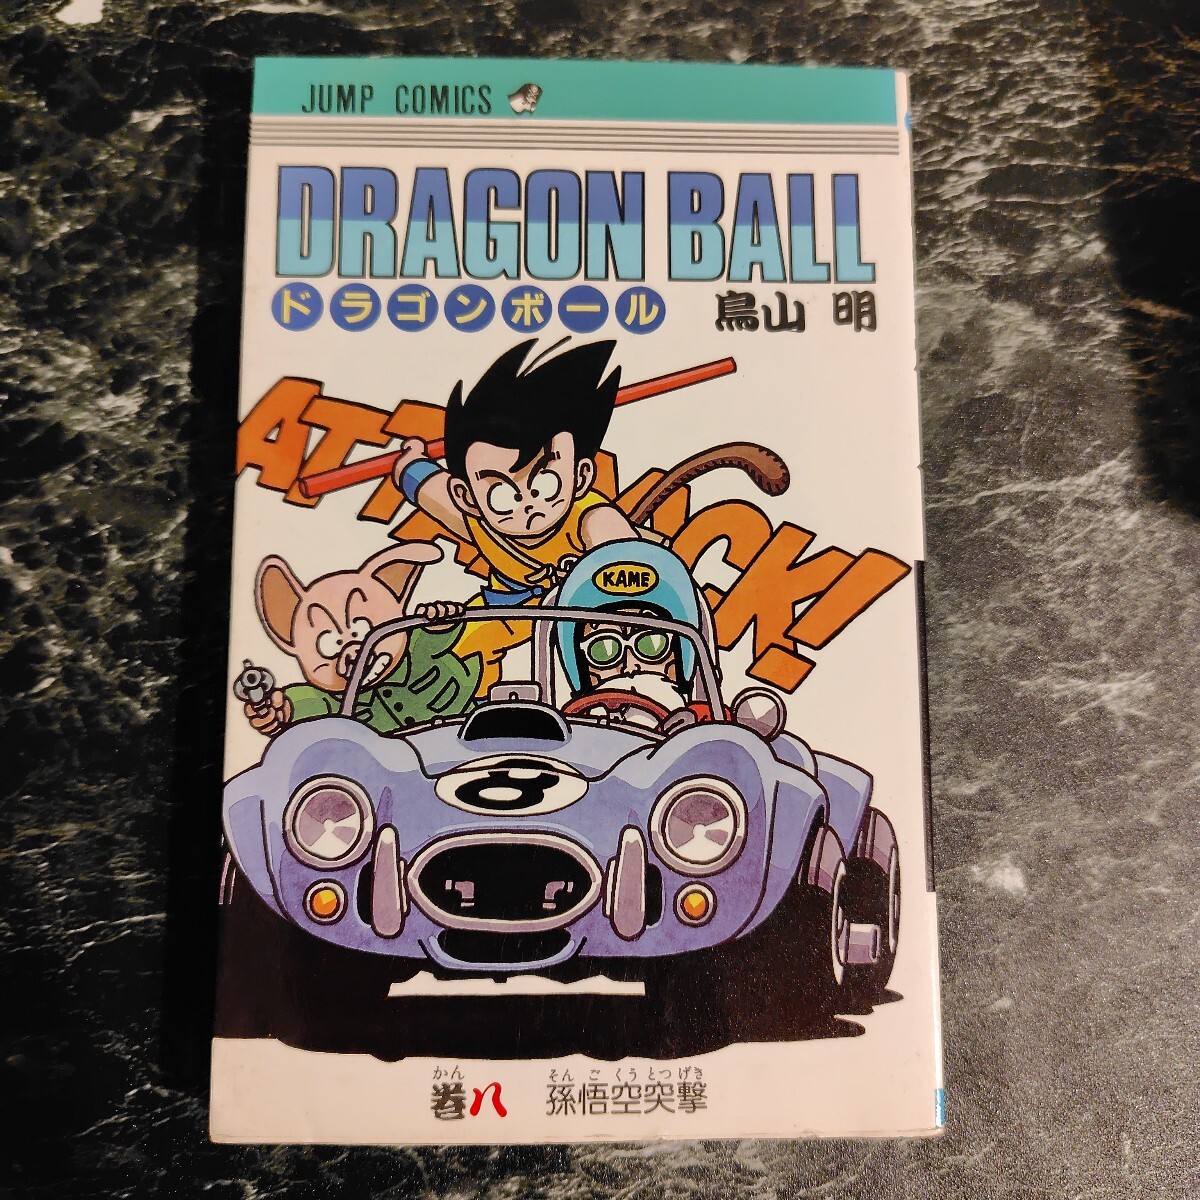 JUMP COMICS
DRAGON BALL
ドラゴンボール
鳥山 明
ATTACK!
KAME
8
かん
巻八
そんごくうとつげき
孫悟空突撃